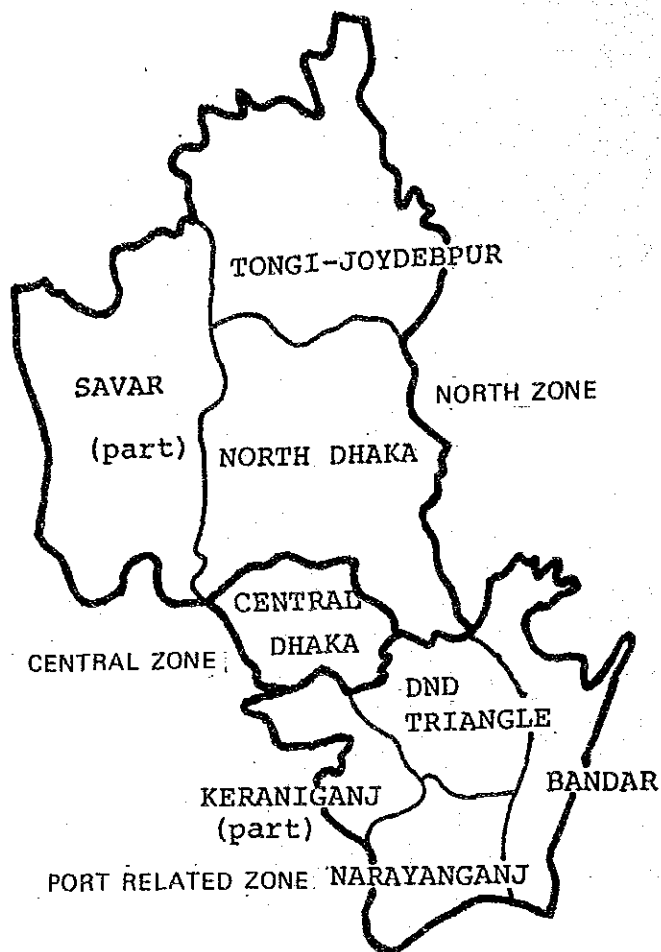 TONGI-JOYDEBPUR
SAVAR
(part)
NORTH ZONE
NORTH DHAKA
CENTRAL
DHAKA
CENTRAL ZONE
DND
TRIANGLE
BANDAR
KERANIGANJ
(part)
PORT RELATED ZONE
NARAYANGANJ